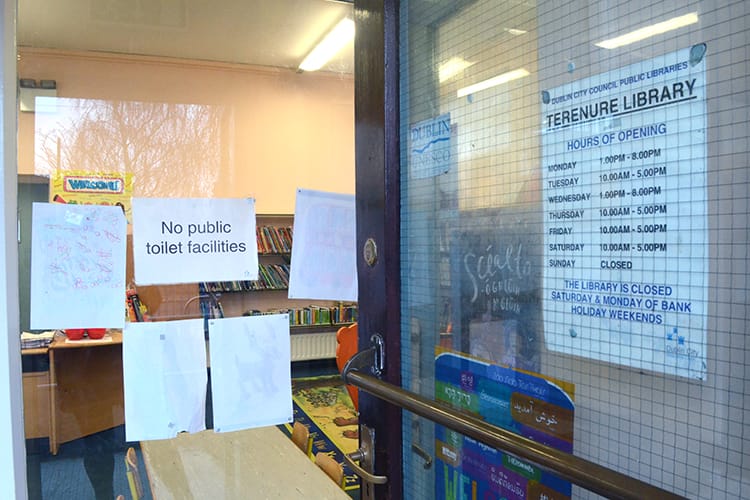 WELCOME!
No public
toilet facilities
DUBLIN
UNESCO
DUBLIN CITY COUNCIL PUBLIC LIBRARIES
TERENURE LIBRARY
HOURS OF OPENING
MONDAY 1.00PM - 8.00PM
TUESDAY 10.00AM - 5.00PM
WEDNESDAY 1.00PM - 8.00PM
THURSDAY 10.00AM - 5.00PM
FRIDAY 10.00AM - 5.00PM
SATURDAY 10.00AM - 5.00PM
SUNDAY CLOSED
THE LIBRARY IS CLOSED
SATURDAY & MONDAY OF BANK
HOLIDAY WEEKENDS
Dublin City
Scéalta
ó gach
خوش آمدید